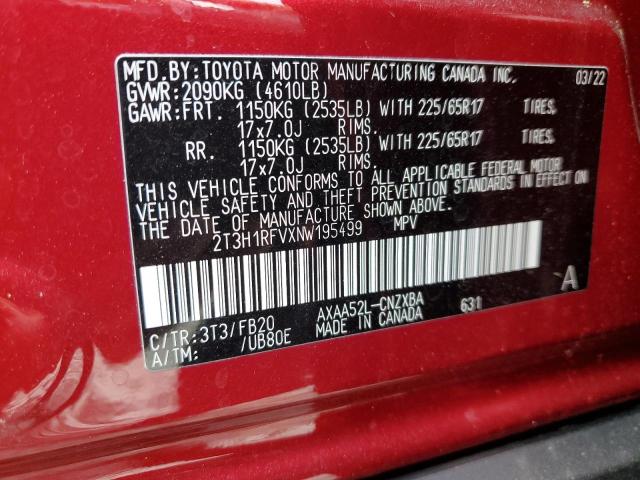 MFD. BY: TOYOTA MOTOR MANUFACTURING CANADA INC. 03/22
GVWR: 2090KG (4610LB)
GAWR: FRT. 1150KG (2535LB) WITH 225/65R17 TIRES,
17x7.0J RIMS.
RR. 1150KG (2535LB) WITH 225/65R17 TIRES,
17x7.0J RIMS.
THIS VEHICLE CONFORMS TO ALL APPLICABLE FEDERAL MOTOR
VEHICLE SAFETY AND THEFT PREVENTION STANDARDS IN EFFECT ON
THE DATE OF MANUFACTURE SHOWN ABOVE.
2T3H1RFVXNW195499 MPV
A
C/TR: 3T3/FB20 AXAA52L-CNZXBA 631
A/TM: /UB80E MADE IN CANADA